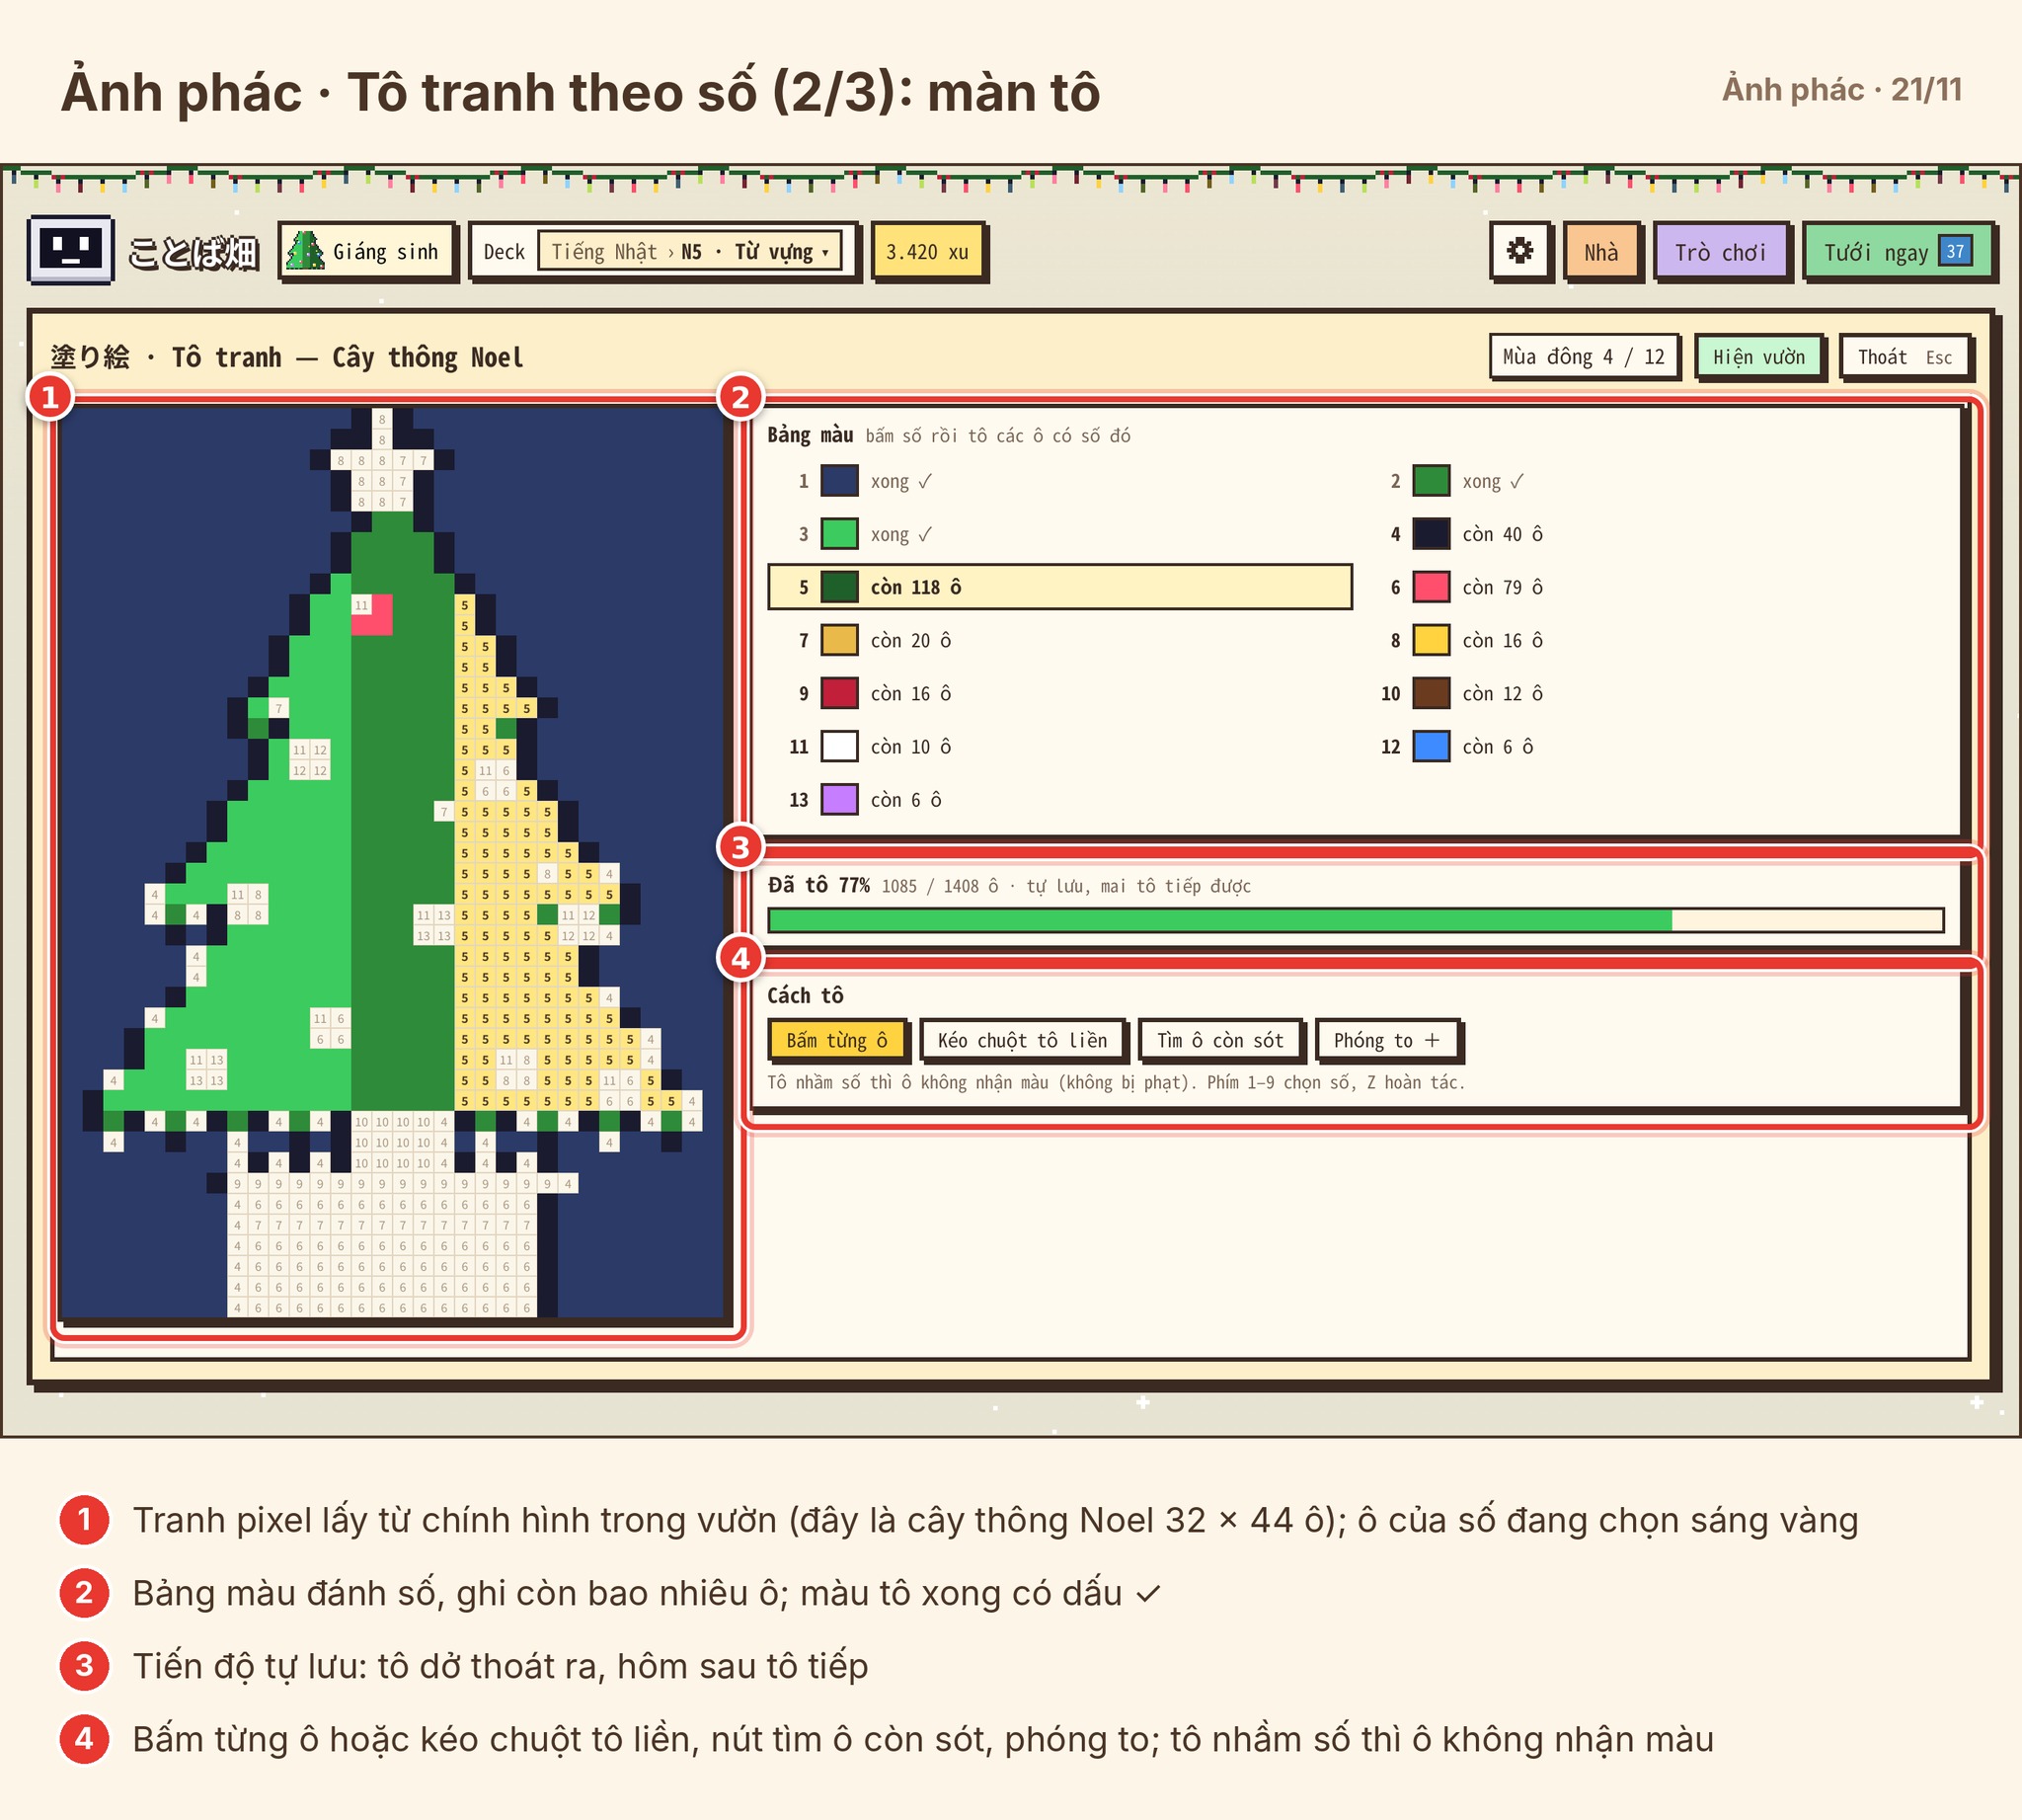 Ảnh phác · Tô tranh theo số (2/3): màn tô
Ảnh phác · 21/11
ことば畑
Giáng sinh
Deck Tiếng Nhật › N5 · Từ vựng ▾
3.420 xu
Nhà
Trò chơi
Tưới ngay 37
塗り絵 · Tô tranh — Cây thông Noel
Mùa đông 4 / 12
Hiện vườn
Thoát Esc
1
2
Bảng màu bấm số rồi tô các ô có số đó
1 xong ✓
2 xong ✓
3 xong ✓
4 còn 40 ô
5 còn 118 ô
6 còn 79 ô
7 còn 20 ô
8 còn 16 ô
9 còn 16 ô
10 còn 12 ô
11 còn 10 ô
12 còn 6 ô
13 còn 6 ô
3
Đã tô 77% 1085 / 1408 ô · tự lưu, mai tô tiếp được
4
Cách tô
Bấm từng ô
Kéo chuột tô liền
Tìm ô còn sót
Phóng to +
Tô nhầm số thì ô không nhận màu (không bị phạt). Phím 1–9 chọn số, Z hoàn tác.
1 Tranh pixel lấy từ chính hình trong vườn (đây là cây thông Noel 32 × 44 ô); ô của số đang chọn sáng vàng
2 Bảng màu đánh số, ghi còn bao nhiêu ô; màu tô xong có dấu ✓
3 Tiến độ tự lưu: tô dở thoát ra, hôm sau tô tiếp
4 Bấm từng ô hoặc kéo chuột tô liền, nút tìm ô còn sót, phóng to; tô nhầm số thì ô không nhận màu